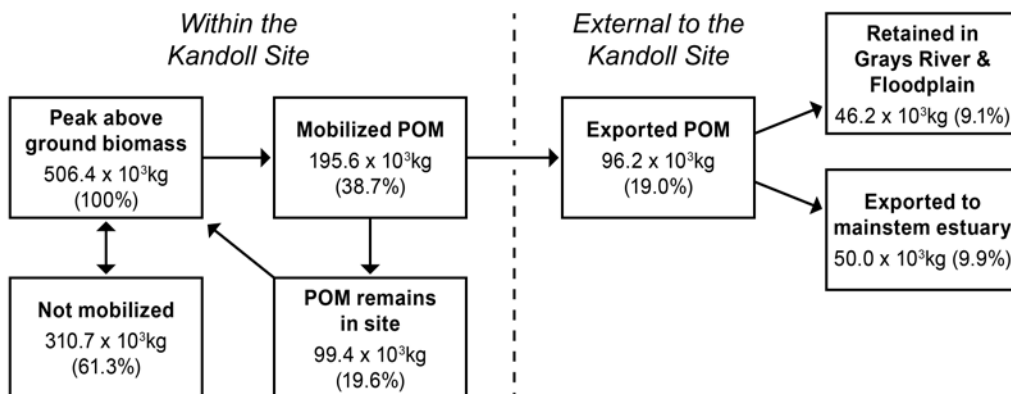 Within the
Kandoll Site
External to the
Kandoll Site
Peak above
ground biomass
506.4 x 10³kg
(100%)
Mobilized POM
195.6 x 10³kg
(38.7%)
Exported POM
96.2 x 10³kg
(19.0%)
Retained in
Grays River &
Floodplain
46.2 x 10³kg (9.1%)
Exported to
mainstem estuary
50.0 x 10³kg (9.9%)
Not mobilized
310.7 x 10³kg
(61.3%)
POM remains
in site
99.4 x 10³kg
(19.6%)